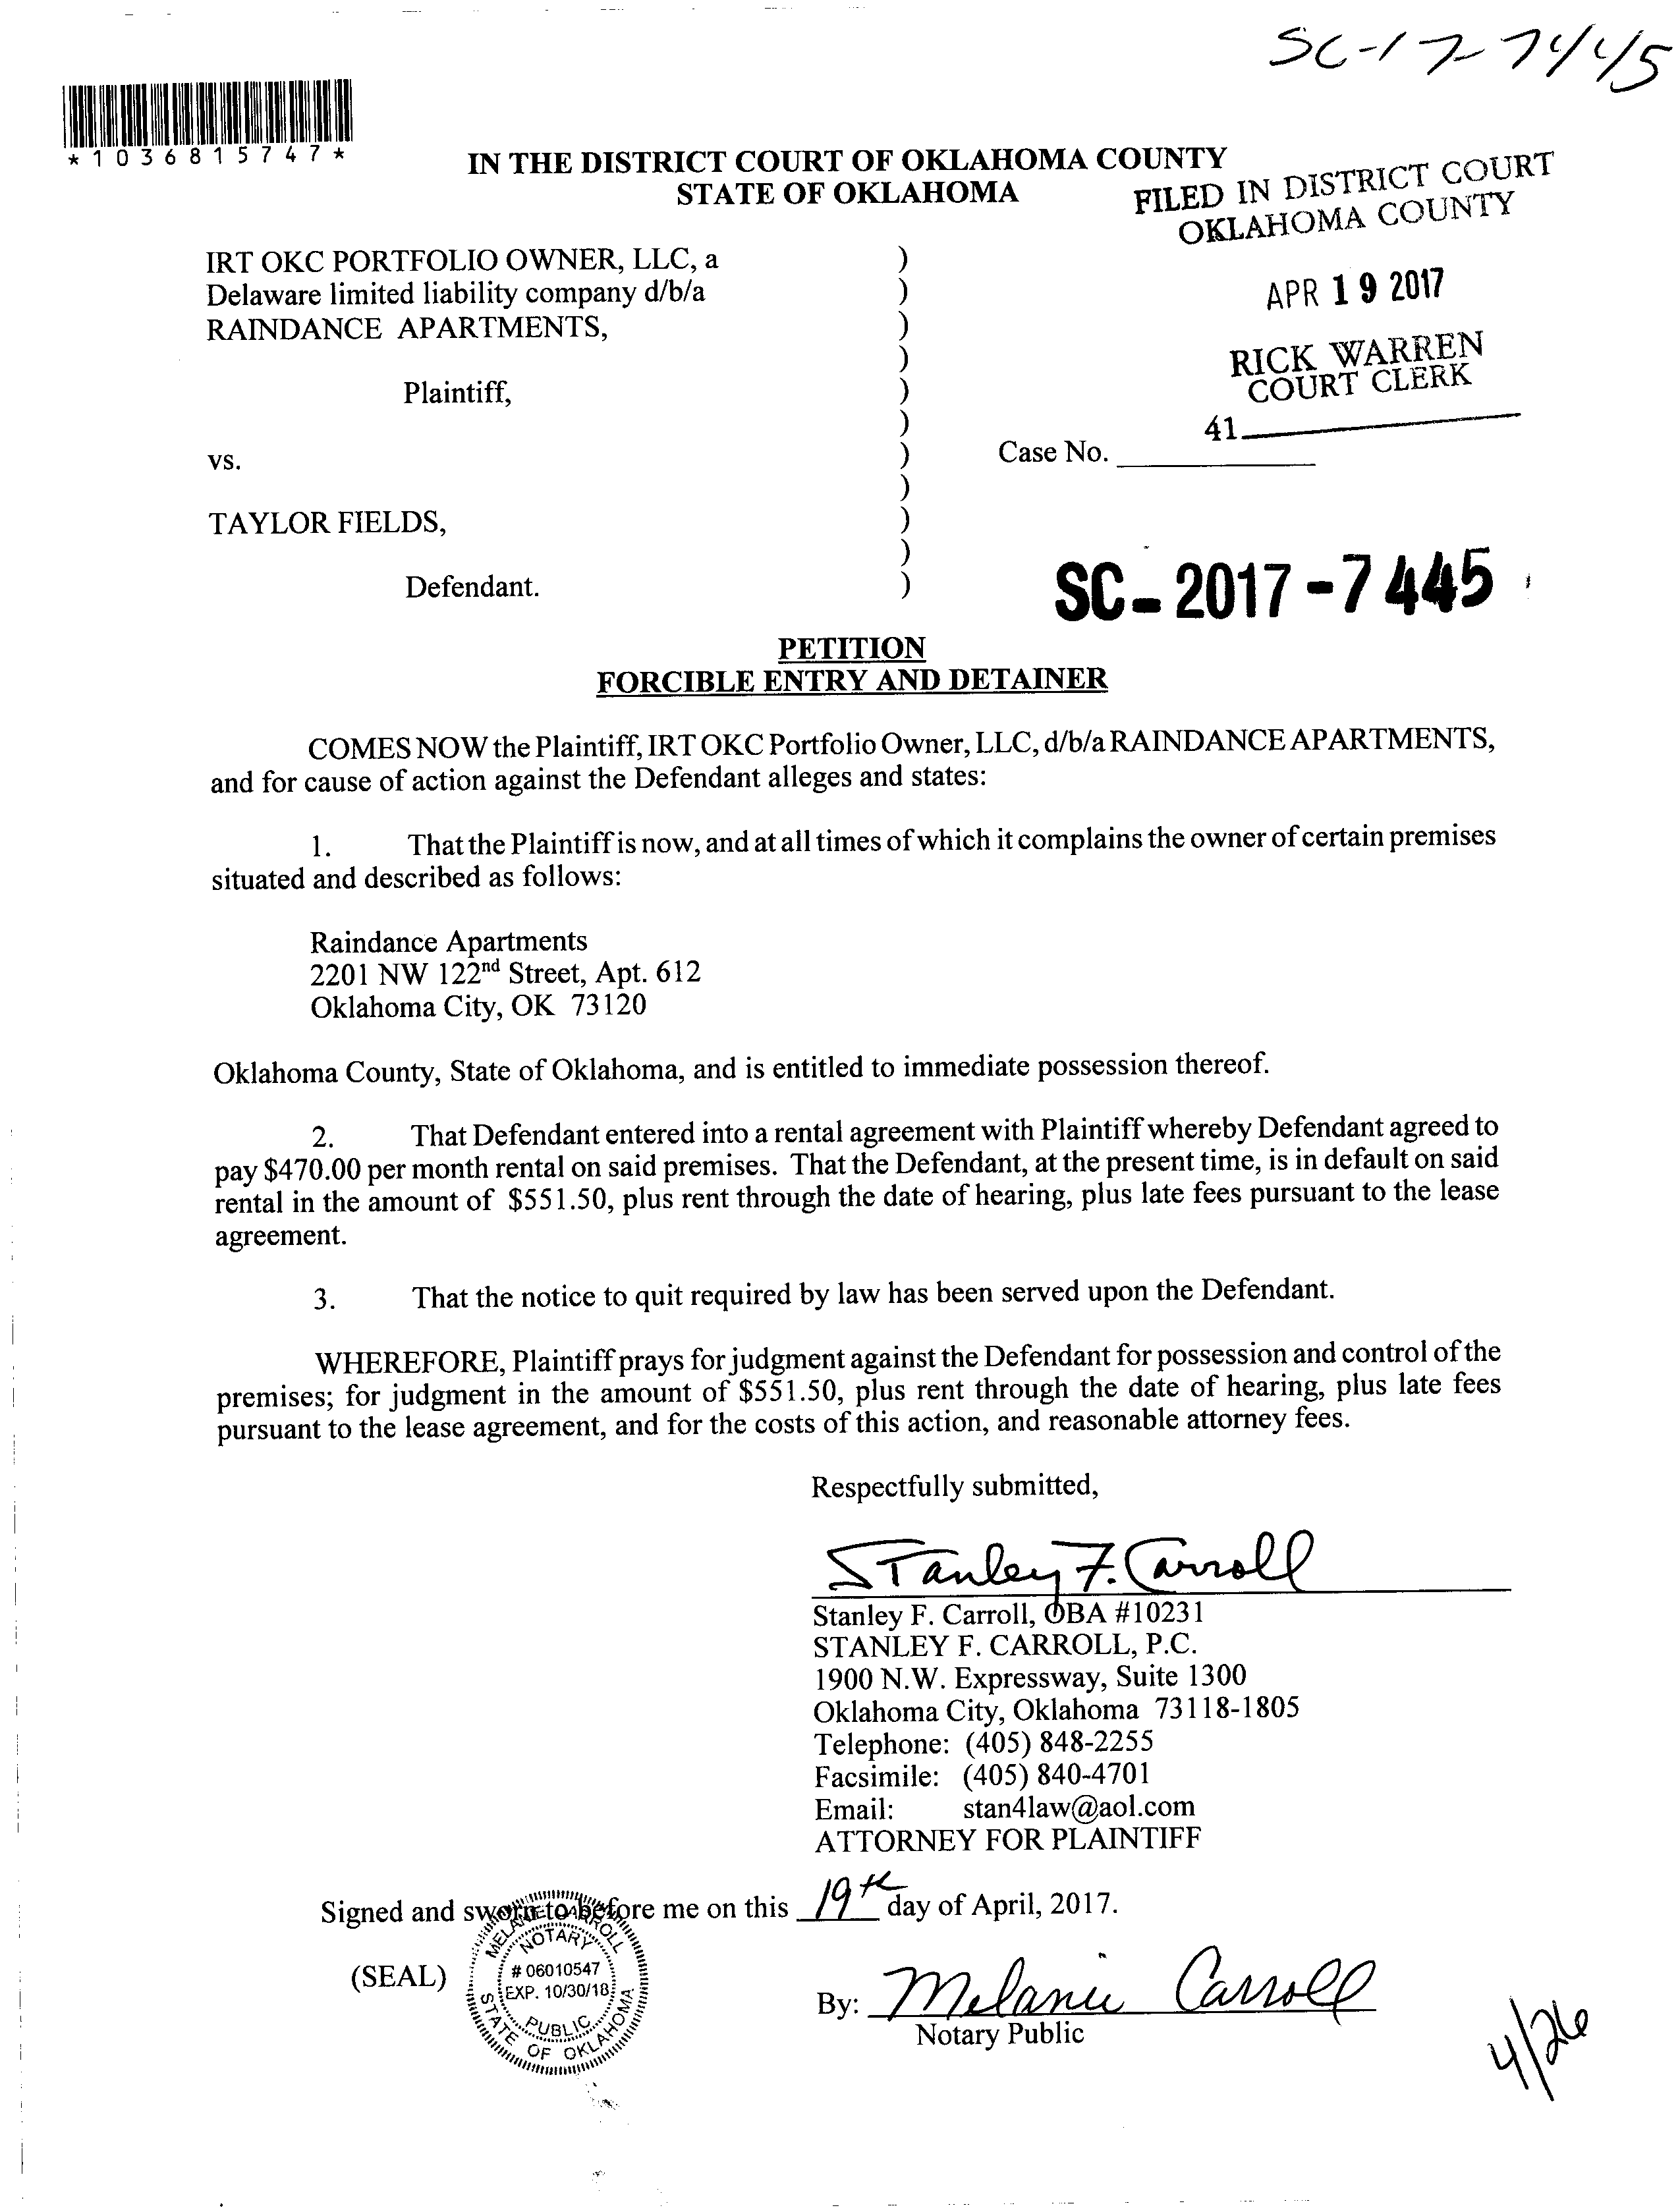 SC-17-7445
*1036815747*
IN THE DISTRICT COURT OF OKLAHOMA COUNTY
STATE OF OKLAHOMA
FILED IN DISTRICT COURT
OKLAHOMA COUNTY
APR 19 2017
RICK WARREN
COURT CLERK
41
IRT OKC PORTFOLIO OWNER, LLC, a )
Delaware limited liability company d/b/a )
RAINDANCE APARTMENTS, )
)
Plaintiff, )
)
vs. ) Case No.
)
TAYLOR FIELDS, )
)
Defendant. )
SC-2017-7445
PETITION
FORCIBLE ENTRY AND DETAINER
COMES NOW the Plaintiff, IRT OKC Portfolio Owner, LLC, d/b/a RAINDANCE APARTMENTS,
and for cause of action against the Defendant alleges and states:
1. That the Plaintiff is now, and at all times of which it complains the owner of certain premises
situated and described as follows:
Raindance Apartments
2201 NW 122nd Street, Apt. 612
Oklahoma City, OK 73120
Oklahoma County, State of Oklahoma, and is entitled to immediate possession thereof.
2. That Defendant entered into a rental agreement with Plaintiff whereby Defendant agreed to
pay $470.00 per month rental on said premises. That the Defendant, at the present time, is in default on said
rental in the amount of $551.50, plus rent through the date of hearing, plus late fees pursuant to the lease
agreement.
3. That the notice to quit required by law has been served upon the Defendant.
WHEREFORE, Plaintiff prays for judgment against the Defendant for possession and control of the
premises; for judgment in the amount of $551.50, plus rent through the date of hearing, plus late fees
pursuant to the lease agreement, and for the costs of this action, and reasonable attorney fees.
Respectfully submitted,
Stanley F. Carroll
Stanley F. Carroll, OBA #10231
STANLEY F. CARROLL, P.C.
1900 N.W. Expressway, Suite 1300
Oklahoma City, Oklahoma 73118-1805
Telephone: (405) 848-2255
Facsimile: (405) 840-4701
Email: stan4law@aol.com
ATTORNEY FOR PLAINTIFF
Signed and sworn to before me on this 19th day of April, 2017.
(SEAL)
MELANIE CARROLL
NOTARY
# 06010547
EXP. 10/30/18
PUBLIC
STATE OF OKLAHOMA
By: Melanie Carroll
Notary Public
4/26